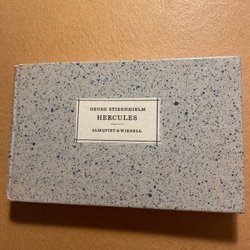 GEORG STIERNHIELM
HERCULES
ALMQVIST & WIKSELL